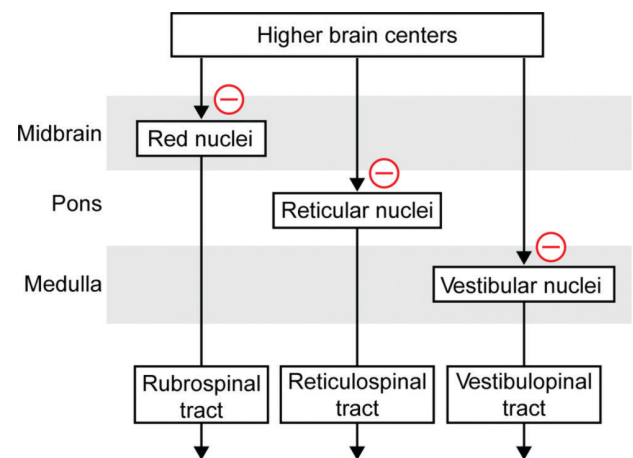 Higher brain centers
Midbrain
Red nuclei
Pons
Reticular nuclei
Medulla
Vestibular nuclei
Rubrospinal
tract
Reticulospinal
tract
Vestibulopinal
tract